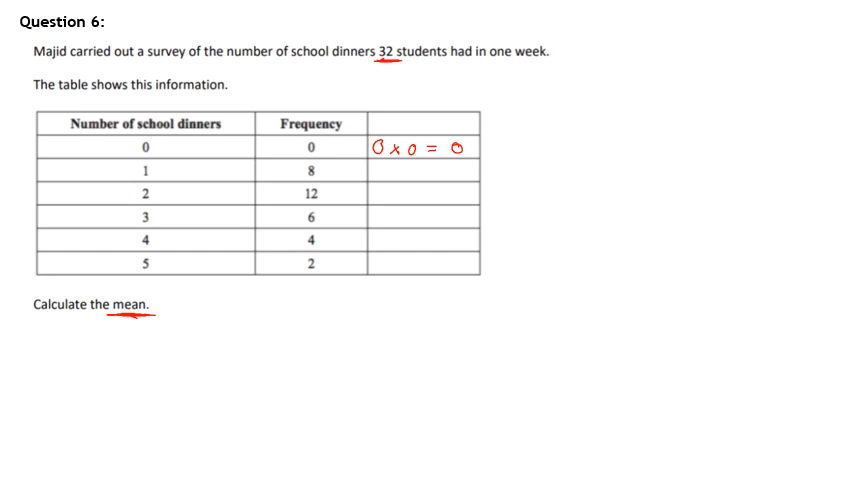 Question 6:
Majid carried out a survey of the number of school dinners 32 students had in one week.
The table shows this information.
Number of school dinners Frequency
0 0 0 x 0 = 0
1 8
2 12
3 6
4 4
5 2
Calculate the mean.